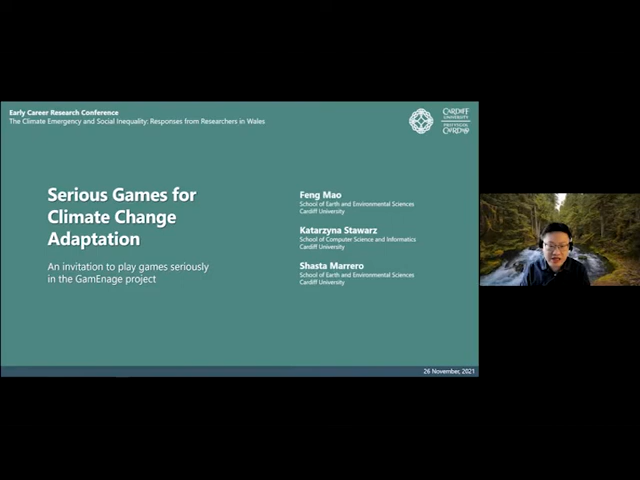 Early Career Research Conference
The Climate Emergency and Social Inequality: Responses from Researchers in Wales
CARDIFF
UNIVERSITY
PRIFYSGOL
CAERDYDD
Serious Games for
Climate Change
Adaptation
An invitation to play games seriously
in the GamEnage project
Feng Mao
School of Earth and Environmental Sciences
Cardiff University
Katarzyna Stawarz
School of Computer Science and Informatics
Cardiff University
Shasta Marrero
School of Earth and Environmental Sciences
Cardiff University
26 November, 2021